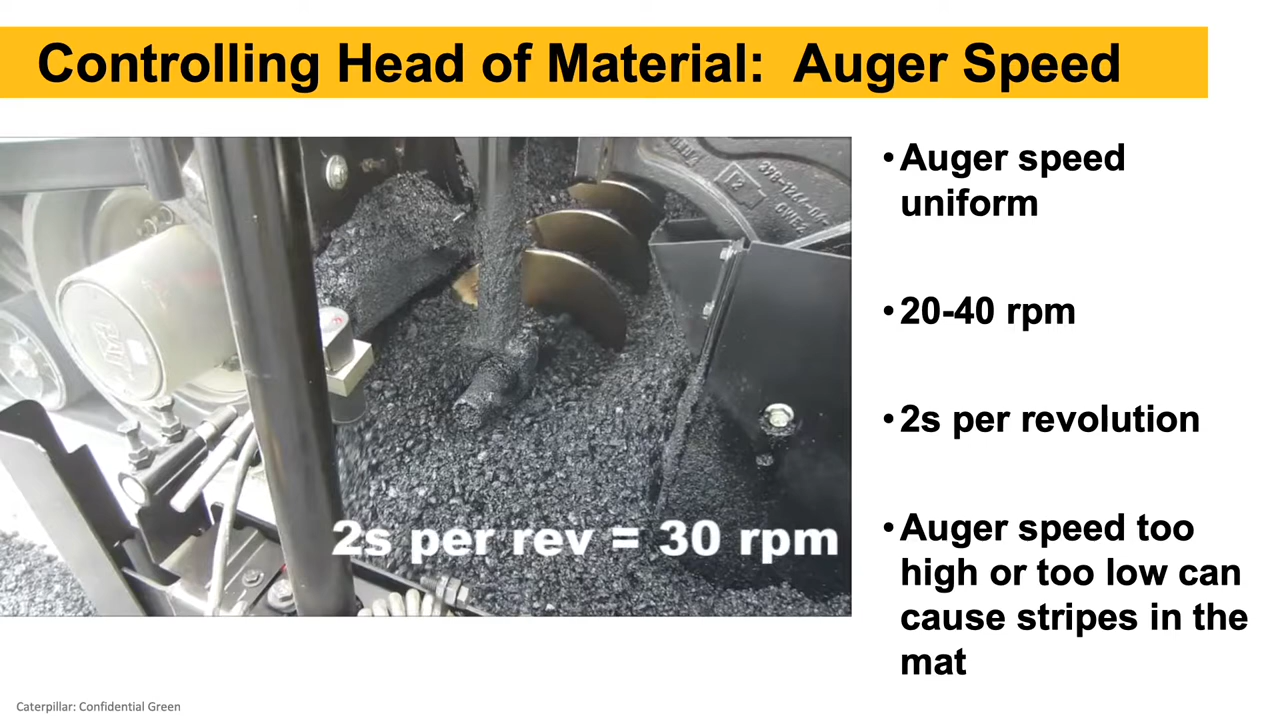 Controlling Head of Material: Auger Speed
• Auger speed
uniform
• 20-40 rpm
• 2s per revolution
• Auger speed too
high or too low can
cause stripes in the
mat
2s per rev = 30 rpm
Caterpillar: Confidential Green